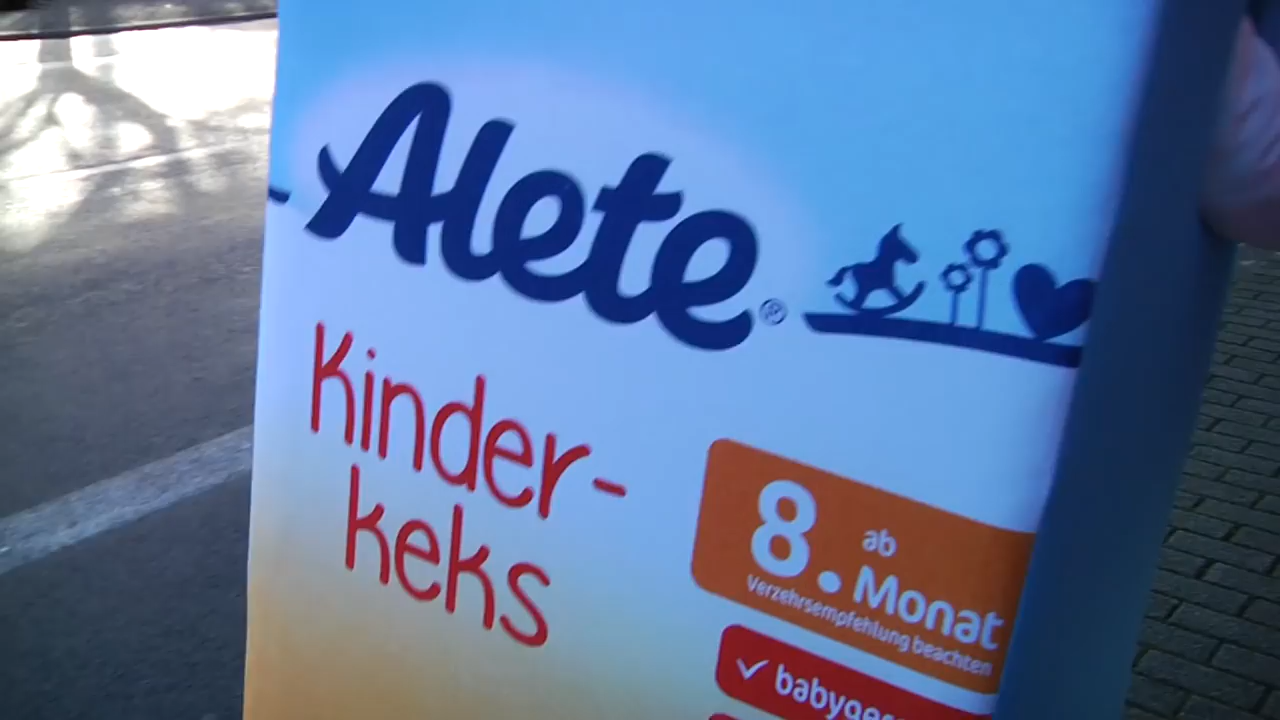 Alete®
Kinder-
keks
ab
8. Monat
Verzehrsempfehlung beachten